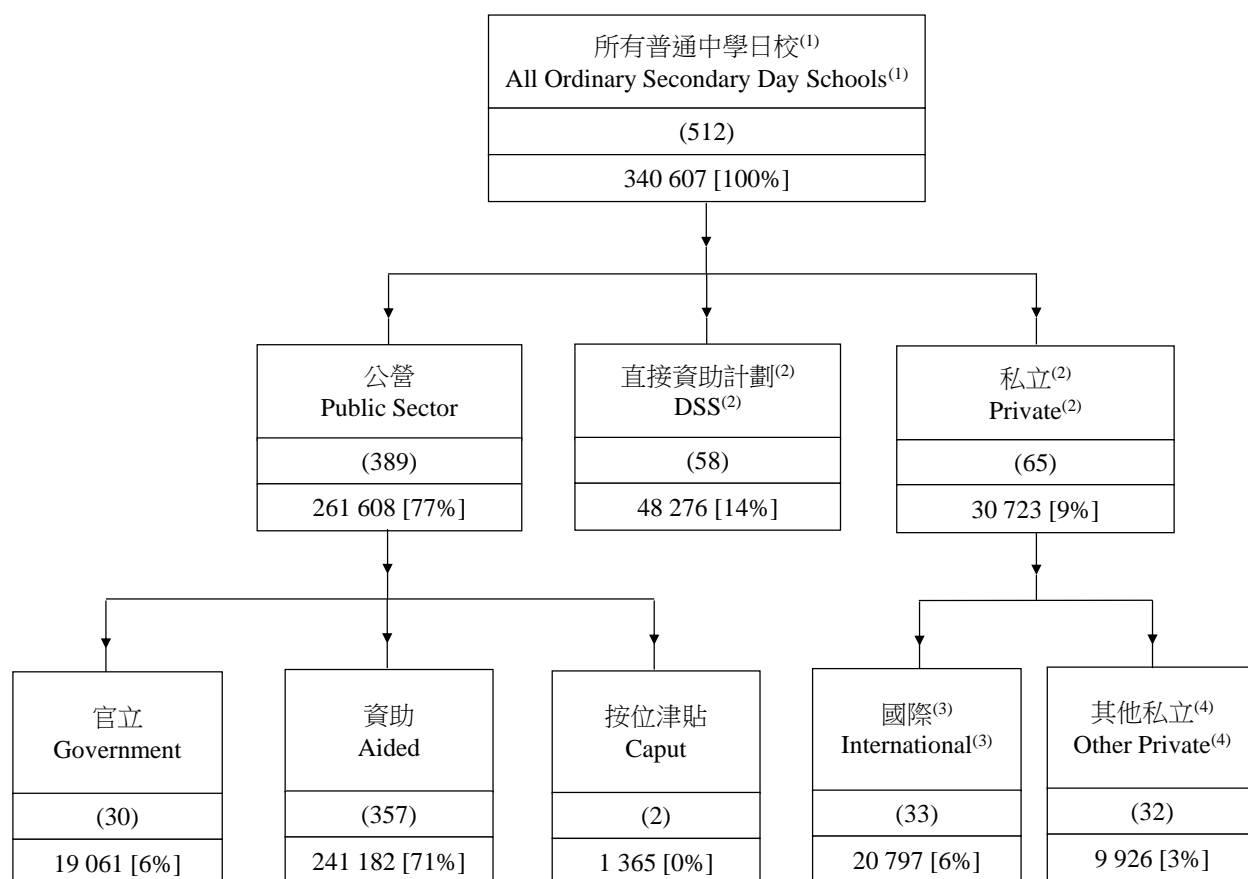 所有普通中學日校(1)
All Ordinary Secondary Day Schools(1)
(512)
340 607 [100%]
公營
Public Sector
(389)
261 608 [77%]
直接資助計劃(2)
DSS(2)
(58)
48 276 [14%]
私立(2)
Private(2)
(65)
30 723 [9%]
官立
Government
(30)
19 061 [6%]
資助
Aided
(357)
241 182 [71%]
按位津貼
Caput
(2)
1 365 [0%]
國際(3)
International(3)
(33)
20 797 [6%]
其他私立(4)
Other Private(4)
(32)
9 926 [3%]